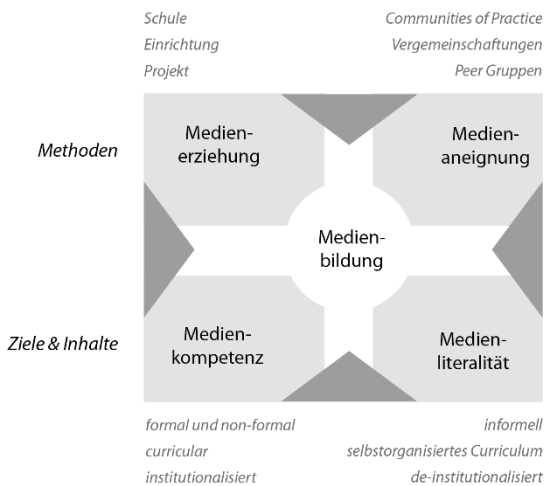 Schule
Einrichtung
Projekt
Communities of Practice
Vergemeinschaftungen
Peer Gruppen
Methoden
Medien-
erziehung
Medien-
aneignung
Medien-
bildung
Ziele & Inhalte
Medien-
kompetenz
Medien-
literalität
formal und non-formal
curricular
institutionalisiert
informell
selbstorganisiertes Curriculum
de-institutionalisiert